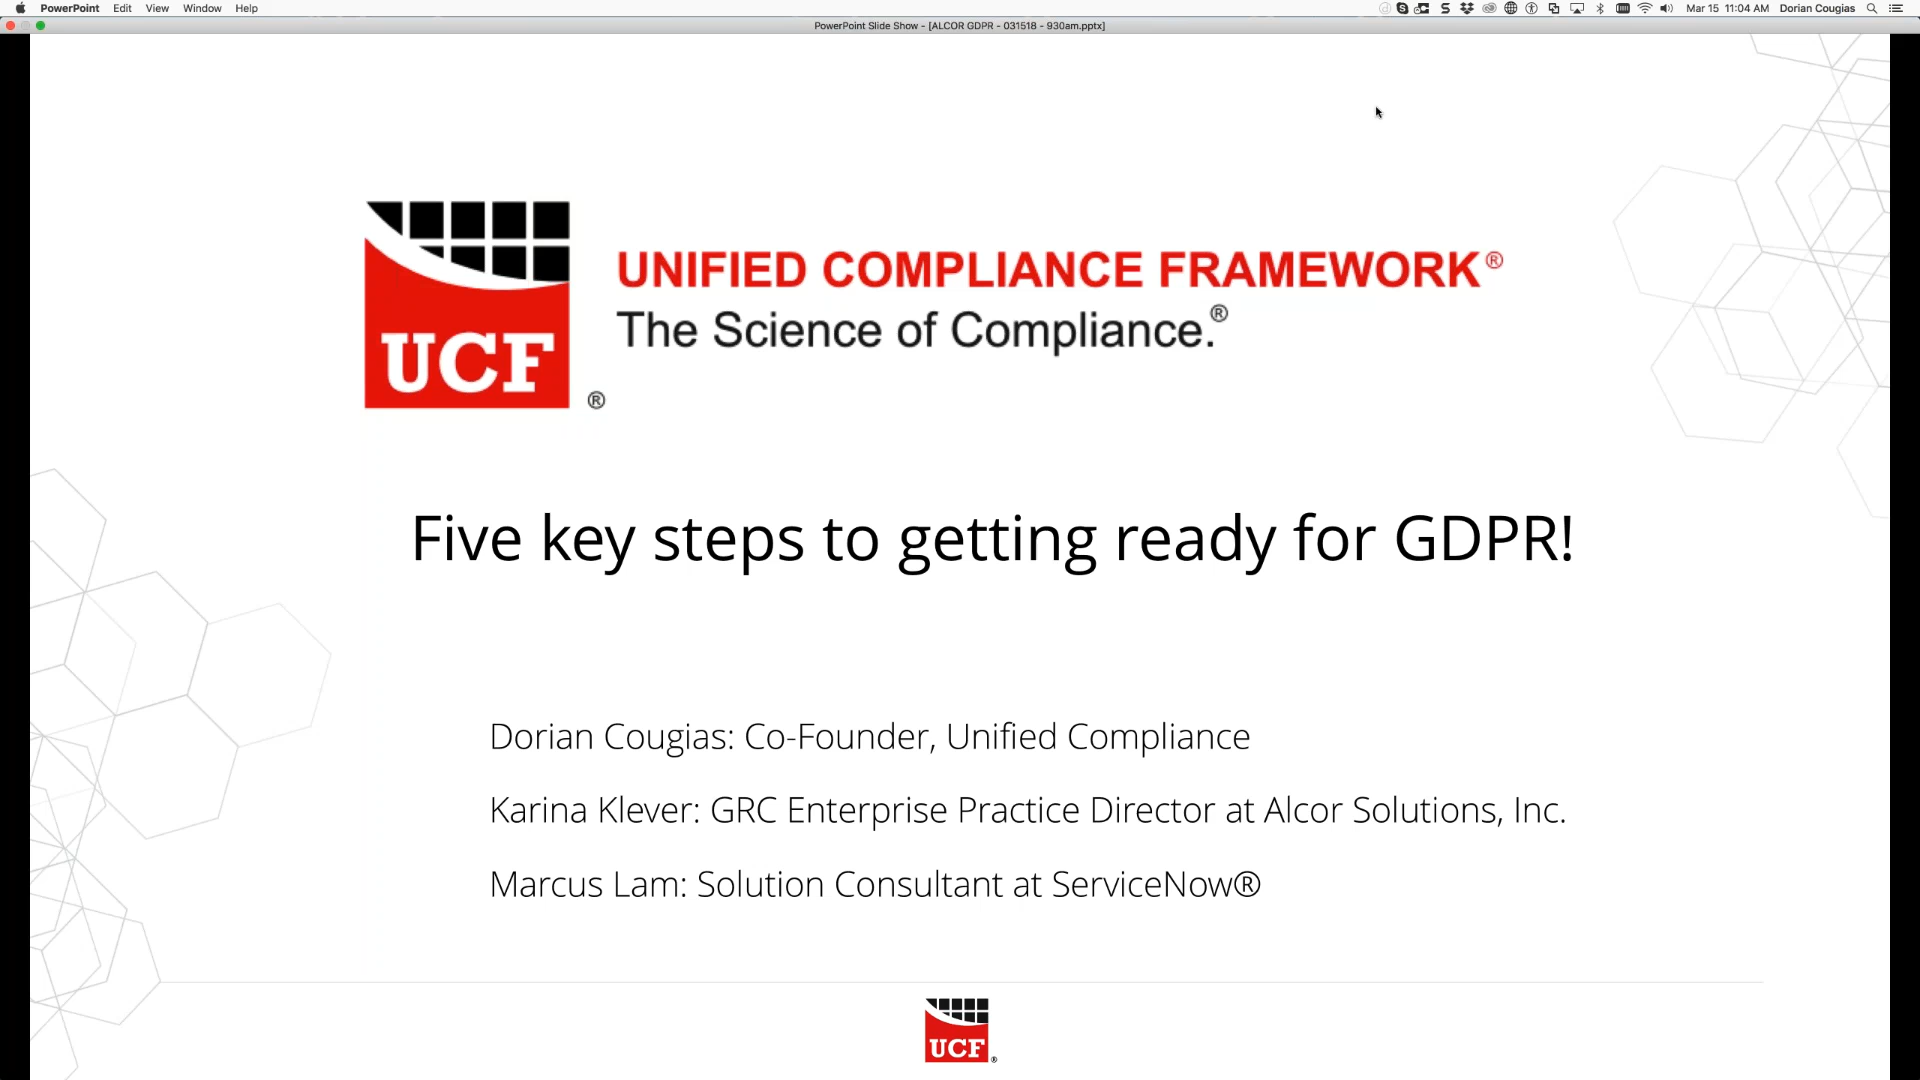 PowerPoint Edit View Window Help Mar 15 11:04 AM Dorian Cougias
PowerPoint Slide Show - [ALCOR GDPR - 031518 - 930am.pptx]
UNIFIED COMPLIANCE FRAMEWORK®
The Science of Compliance.®
UCF ®
Five key steps to getting ready for GDPR!
Dorian Cougias: Co-Founder, Unified Compliance
Karina Klever: GRC Enterprise Practice Director at Alcor Solutions, Inc.
Marcus Lam: Solution Consultant at ServiceNow®
UCF ®